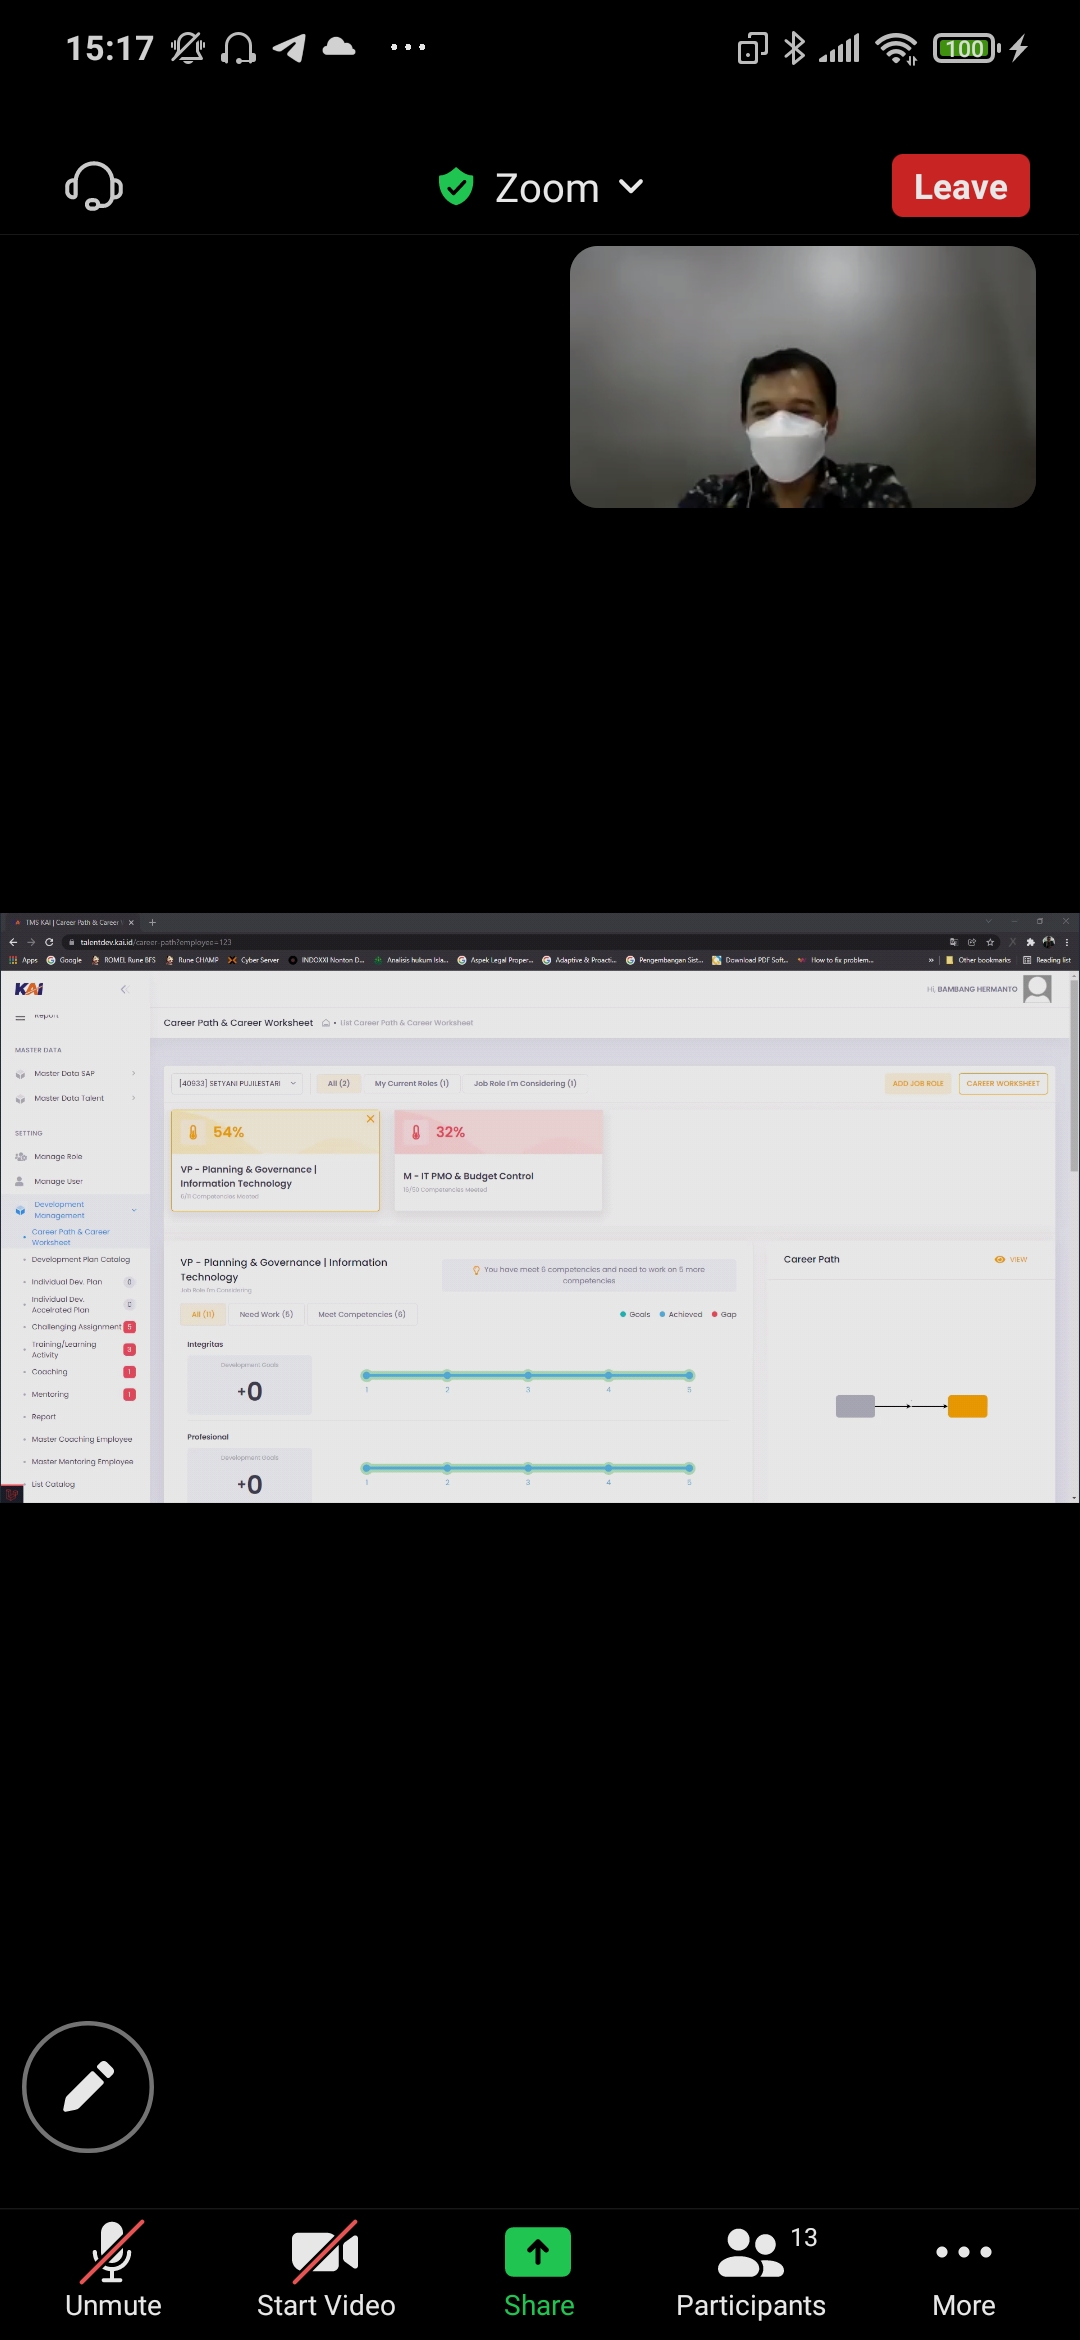 15:17
100
Zoom
Leave
TMS KAI | Career Path & Career
talentdev.kai.id/career-path?employee=123
Apps
Google
ROMEL Rune BFS
Rune CHAMP
Cyber Server
INDOXXI Nonton D...
Analisis hukum Isla...
Aspek Legal Proper...
Adaptive & Proacti...
Pengembangan Sist...
Download PDF Soft...
How to fix problem...
»
Other bookmarks
Reading list
KAI
Hi, BAMBANG HERMANTO
Report
Career Path & Career Worksheet
• List Career Path & Career Worksheet
MASTER DATA
Master Data SAP
Master Data Talent
SETTING
Manage Role
Manage User
Development
Management
Career Path & Career
Worksheet
Development Plan Catalog
Individual Dev. Plan 0
Individual Dev.
Accelrated Plan
Challenging Assignment 5
Training/Learning
Activity
3
Coaching 1
Mentoring 1
Report
Master Coaching Employee
Master Mentoring Employee
List Catalog
[40933] SETYANI PUJILESTARI
All (2)
My Current Roles (1)
Job Role I'm Considering (1)
ADD JOB ROLE
CAREER WORKSHEET
54%
VP - Planning & Governance |
Information Technology
6/11 Competencies Meeted
32%
M - IT PMO & Budget Control
16/50 Competencies Meeted
VP - Planning & Governance | Information
Technology
Job Role I'm Considering
You have meet 6 competencies and need to work on 5 more
competencies
All (11)
Need Work (5)
Meet Competencies (6)
Goals
Achieved
Gap
Integritas
Development Goals
+0
1 2 3 4 5
Profesional
Development Goals
+0
1 2 3 4 5
Career Path
VIEW
Unmute
Start Video
Share
13
Participants
More